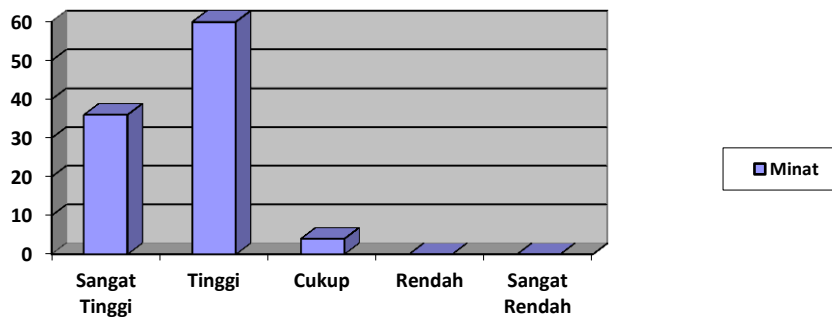 60
50
40
30
20
10
0
Sangat
Tinggi
Tinggi
Cukup
Rendah
Sangat
Rendah
Minat